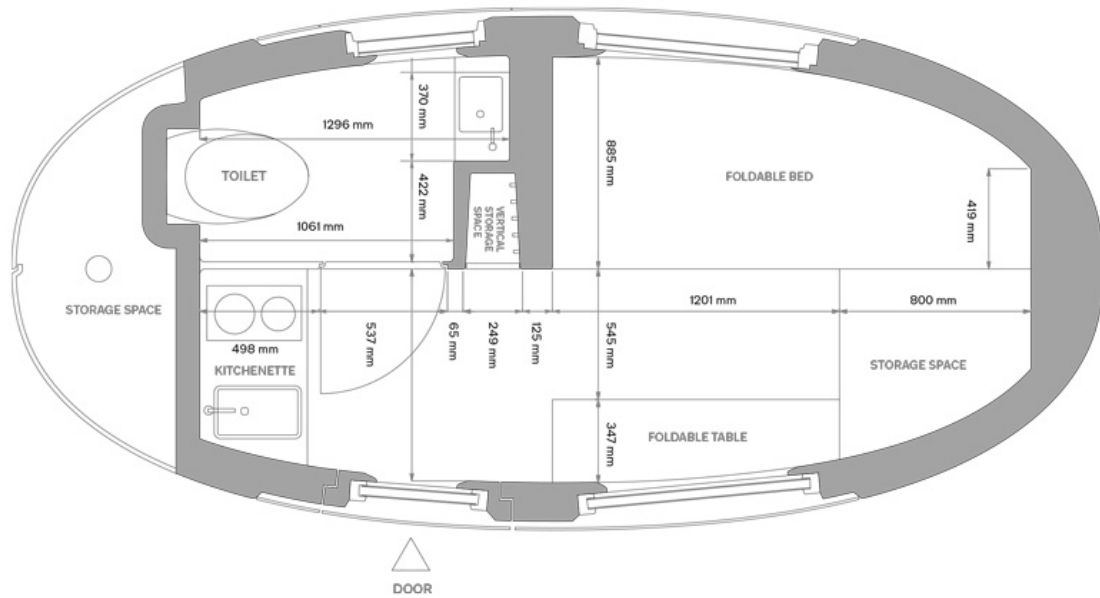 370 mm
1296 mm
TOILET
422 mm
885 mm
FOLDABLE BED
419 mm
VERTICAL
STORAGE
SPACE
1061 mm
STORAGE SPACE
498 mm
KITCHENETTE
537 mm
65 mm
249 mm
125 mm
545 mm
1201 mm
800 mm
STORAGE SPACE
347 mm
FOLDABLE TABLE
DOOR